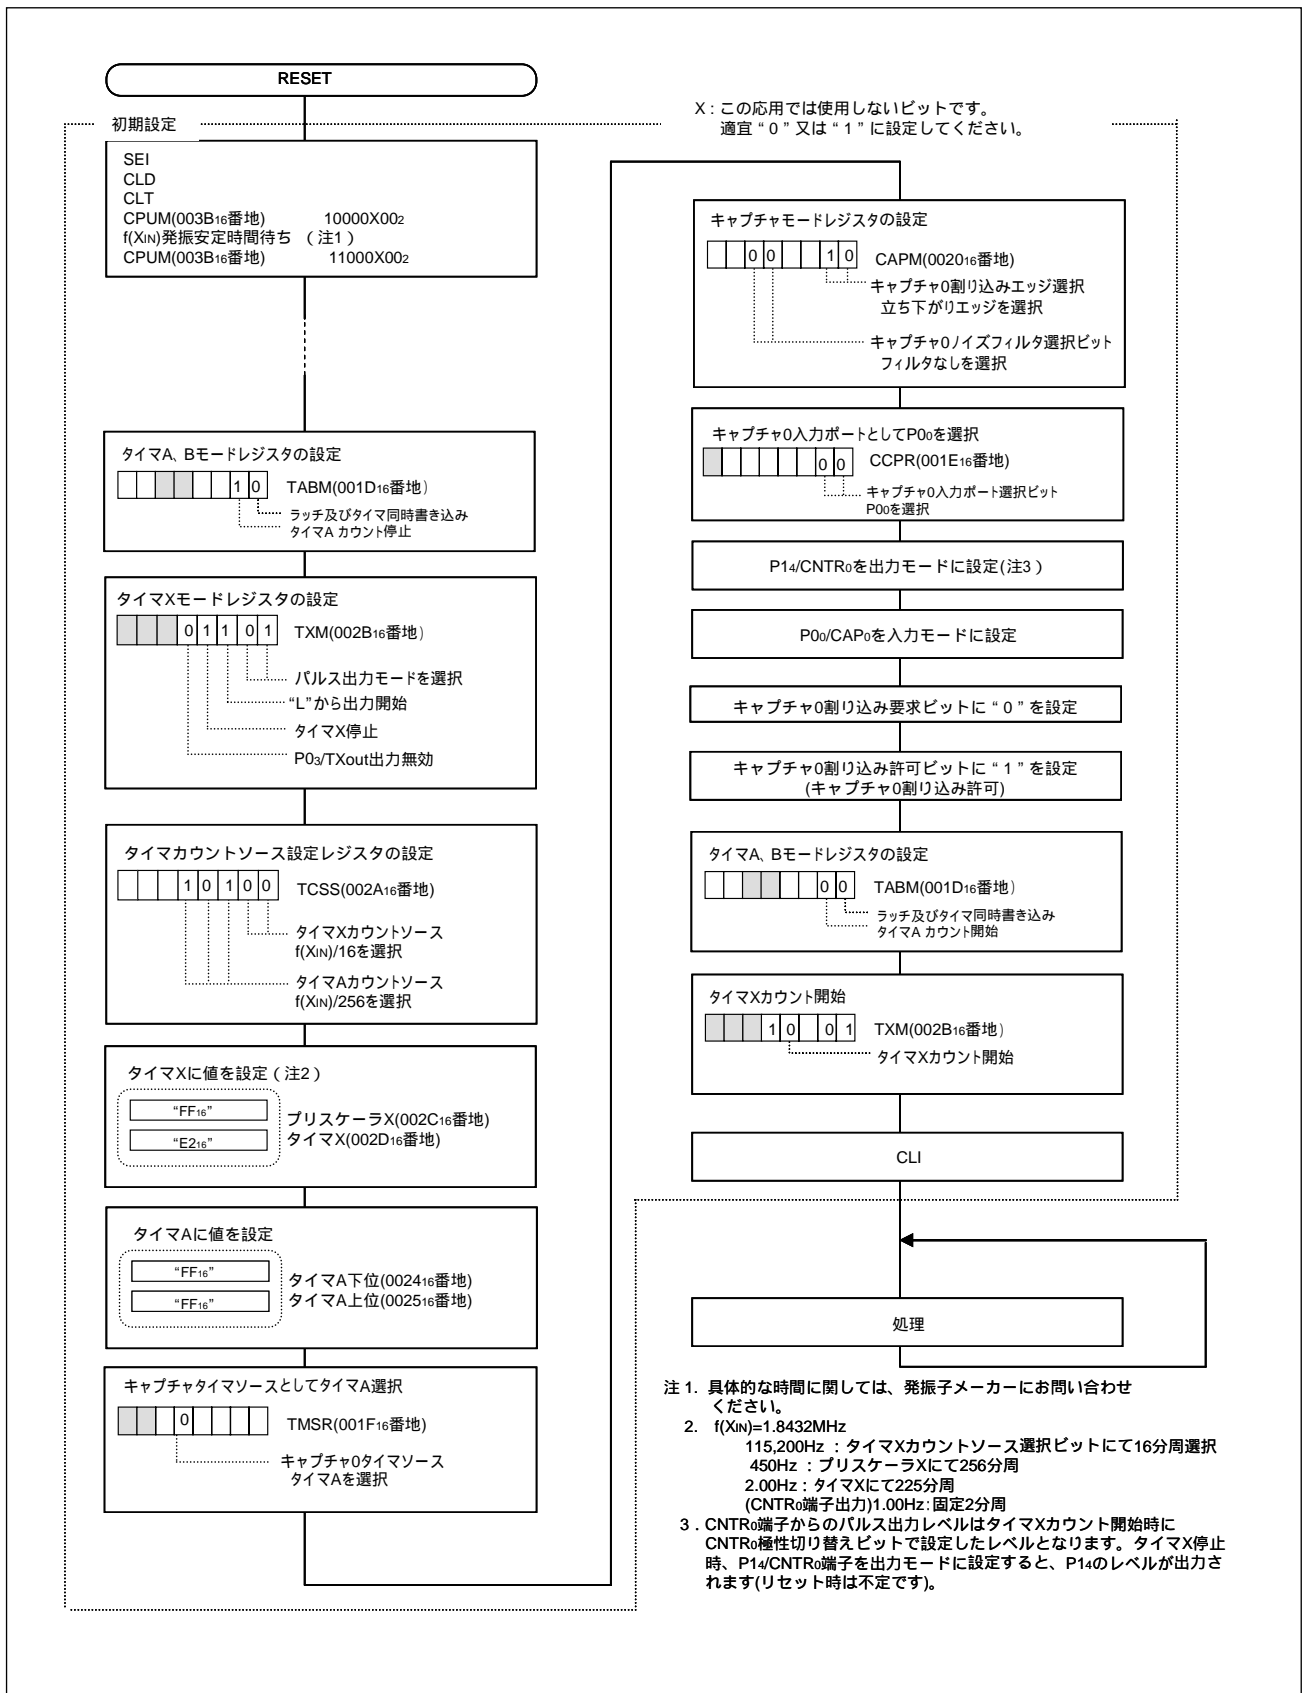 RESET
初期設定
SEI
CLD
CLT
CPUM(003B16番地) 10000X002
f(XIN)発振安定時間待ち （注1）
CPUM(003B16番地) 11000X002
タイマA、Bモードレジスタの設定
1 0 TABM(001D16番地)
ラッチ及びタイマ同時書き込み
タイマA カウント停止
タイマXモードレジスタの設定
0 1 1 0 1 TXM(002B16番地)
パルス出力モードを選択
“L”から出力開始
タイマX停止
P03/TXout出力無効
タイマカウントソース設定レジスタの設定
1 0 1 0 0 TCSS(002A16番地)
タイマXカウントソース
f(XIN)/16を選択
タイマAカウントソース
f(XIN)/256を選択
タイマXに値を設定（注2）
“FF16” プリスケーラX(002C16番地)
“E216” タイマX(002D16番地)
タイマAに値を設定
“FF16” タイマA下位(002416番地)
“FF16” タイマA上位(002516番地)
キャプチャタイマソースとしてタイマA選択
0 TMSR(001F16番地)
キャプチャ0タイマソース
タイマAを選択
X : この応用では使用しないビットです。
適宜 “ 0 ” 又は “ 1 ” に設定してください。
キャプチャモードレジスタの設定
0 0 1 0 CAPM(002016番地)
キャプチャ0割り込みエッジ選択
立ち下がりエッジを選択
キャプチャ0ノイズフィルタ選択ビット
フィルタなしを選択
キャプチャ0入力ポートとしてP00を選択
0 0 CCPR(001E16番地)
キャプチャ0入力ポート選択ビット
P00を選択
P14/CNTR0を出力モードに設定(注3 )
P00/CAP0を入力モードに設定
キャプチャ0割り込み要求ビットに “ 0 ” を設定
キャプチャ0割り込み許可ビットに “ 1 ” を設定
(キャプチャ0割り込み許可)
タイマA、Bモードレジスタの設定
0 0 TABM(001D16番地)
ラッチ及びタイマ同時書き込み
タイマA カウント開始
タイマXカウント開始
1 0 0 1 TXM(002B16番地)
タイマXカウント開始
CLI
処理
注 1. 具体的な時間に関しては、発振子メーカーにお問い合わせ
ください。
2. f(XIN)=1.8432MHz
115,200Hz : タイマXカウントソース選択ビットにて16分周選択
450Hz : プリスケーラXにて256分周
2.00Hz : タイマXにて225分周
(CNTR0端子出力)1.00Hz: 固定2分周
3 . CNTR0端子からのパルス出力レベルはタイマXカウント開始時に
CNTR0極性切り替えビットで設定したレベルとなります。タイマX停止
時、P14/CNTR0端子を出力モードに設定すると、P14のレベルが出力さ
れます(リセット時は不定です)。